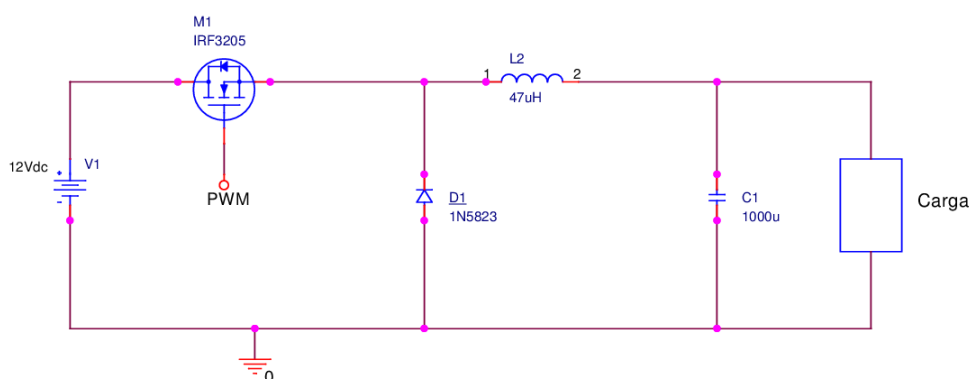 M1
IRF3205
L2
1
2
47uH
12Vdc
+
V1
-
PWM
D1
1N5823
C1
1000u
Carga
0